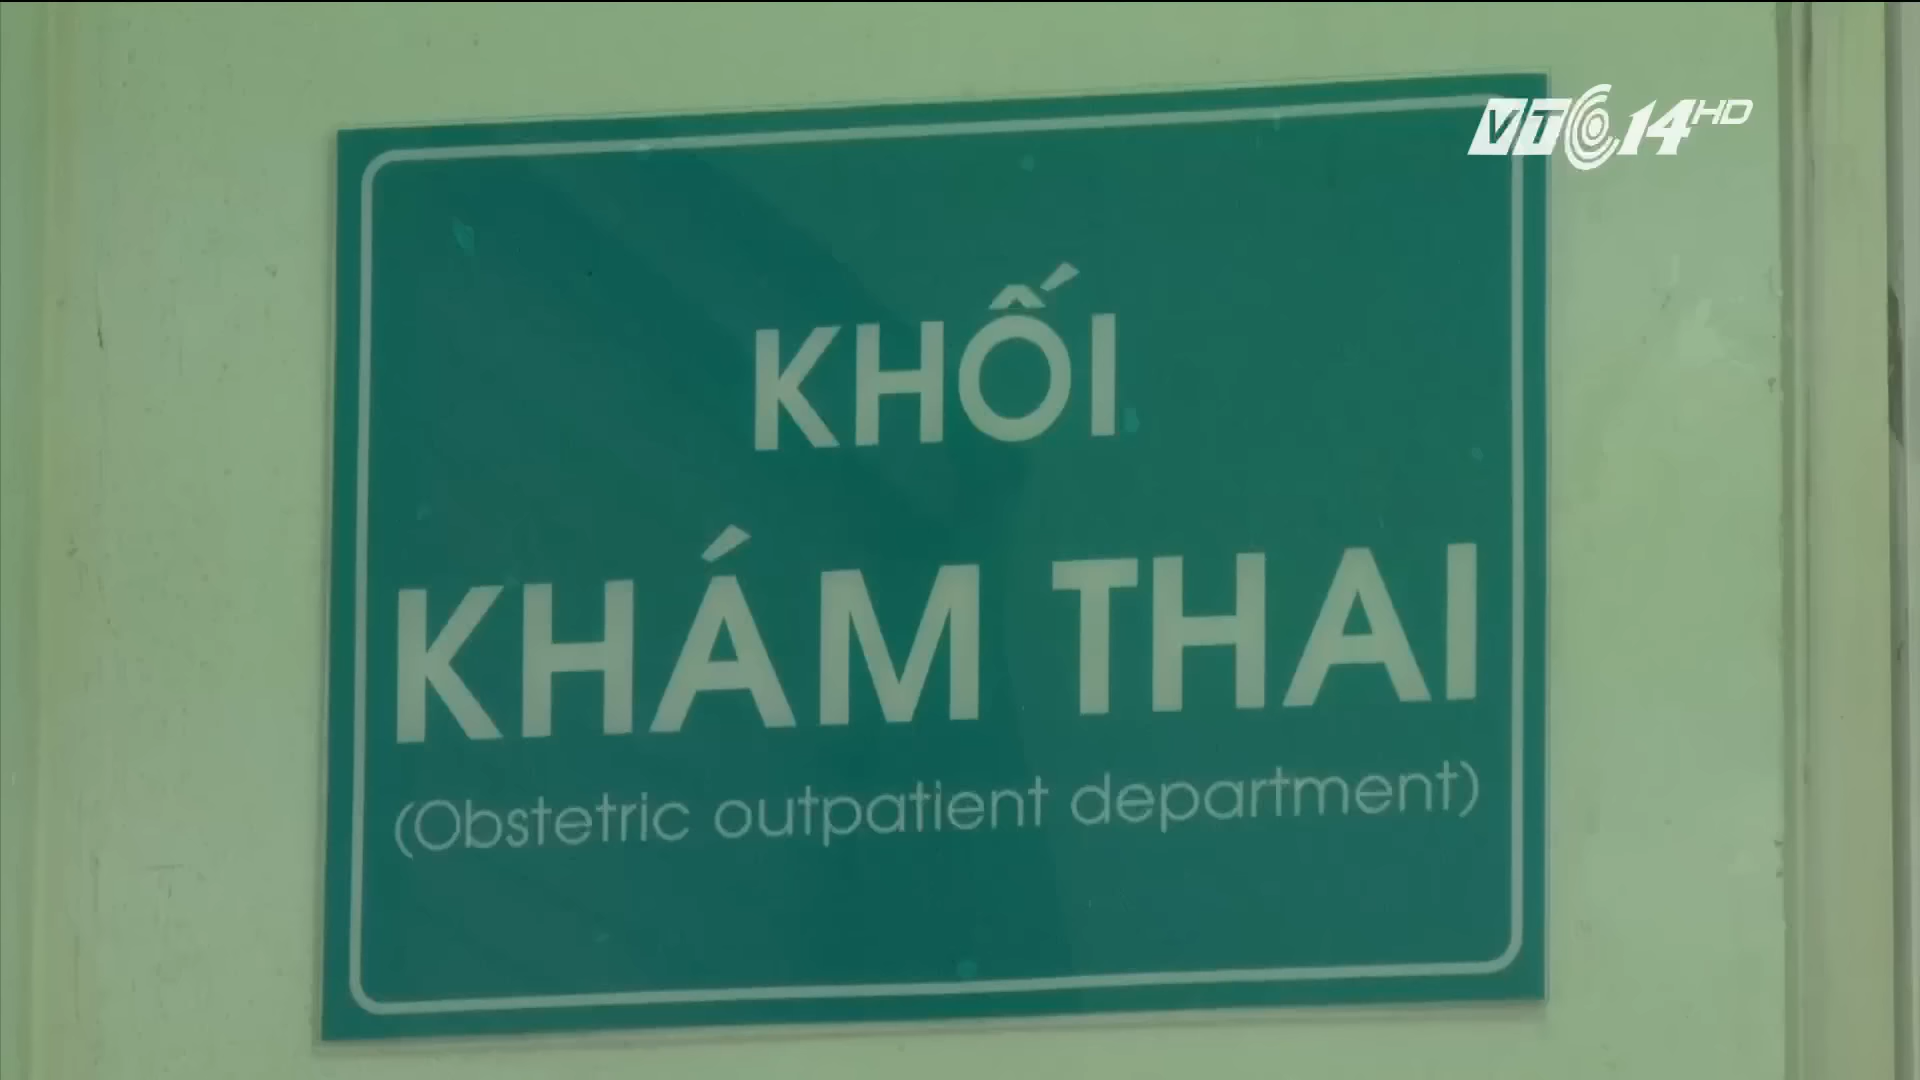 VTC14 HD
KHỐI
KHÁM THAI
(Obstetric outpatient department)